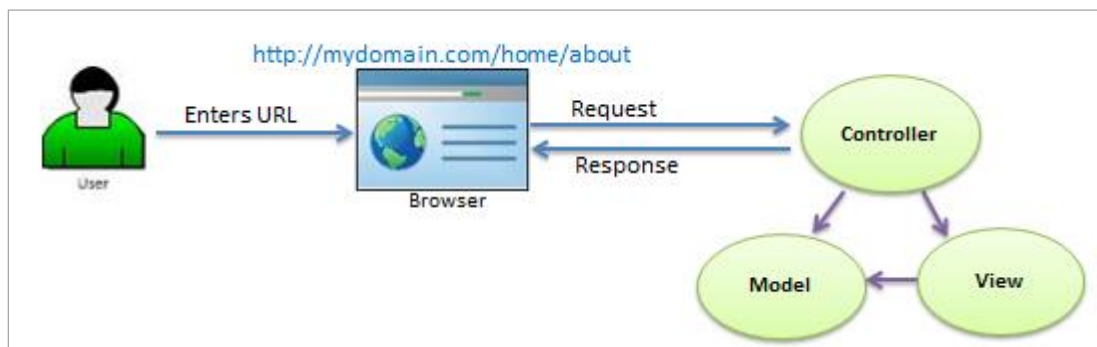 http://mydomain.com/home/about
Enters URL
Request
Response
Controller
User
Browser
Model
View